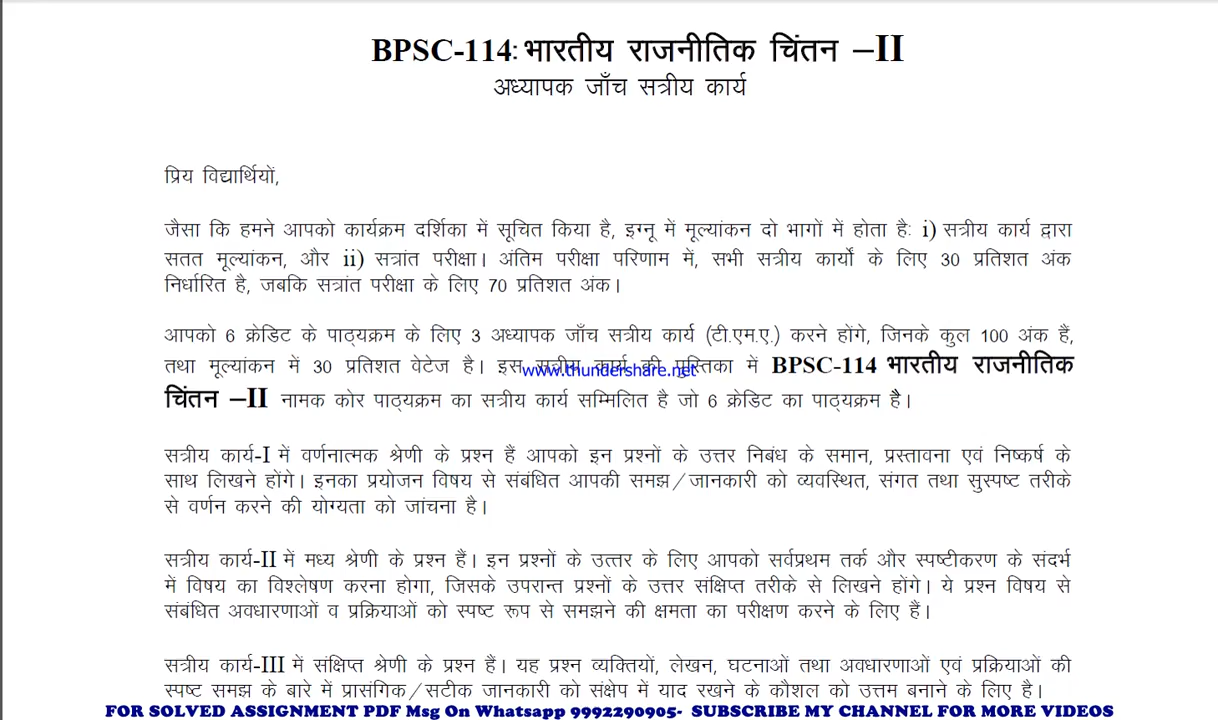 BPSC-114: भारतीय राजनीतिक चिंतन –II
अध्यापक जाँच सत्रीय कार्य
प्रिय विद्यार्थियों,
जैसा कि हमने आपको कार्यक्रम दर्शिका में सूचित किया है, इग्नू में मूल्यांकन दो भागों में होता है: i) सत्रीय कार्य द्वारा
सतत मूल्यांकन, और ii) सत्रांत परीक्षा। अंतिम परीक्षा परिणाम में, सभी सत्रीय कार्यों के लिए 30 प्रतिशत अंक
निर्धारित है, जबकि सत्रांत परीक्षा के लिए 70 प्रतिशत अंक।
आपको 6 क्रेडिट के पाठ्यक्रम के लिए 3 अध्यापक जाँच सत्रीय कार्य (टी.एम.ए.) करने होंगे, जिनके कुल 100 अंक हैं,
तथा मूल्यांकन में 30 प्रतिशत वेटेज है। इस सत्रीय कार्य की पुस्तिका में BPSC-114 भारतीय राजनीतिक
www.thundershare.net
चिंतन –II नामक कोर पाठ्यक्रम का सत्रीय कार्य सम्मिलित है जो 6 क्रेडिट का पाठ्यक्रम है।
सत्रीय कार्य-I में वर्णनात्मक श्रेणी के प्रश्न हैं आपको इन प्रश्नों के उत्तर निबंध के समान, प्रस्तावना एवं निष्कर्ष के
साथ लिखने होंगे। इनका प्रयोजन विषय से संबंधित आपकी समझ/जानकारी को व्यवस्थित, संगत तथा सुस्पष्ट तरीके
से वर्णन करने की योग्यता को जांचना है।
सत्रीय कार्य-II में मध्य श्रेणी के प्रश्न हैं। इन प्रश्नों के उत्तर के लिए आपको सर्वप्रथम तर्क और स्पष्टीकरण के संदर्भ
में विषय का विश्लेषण करना होगा, जिसके उपरान्त प्रश्नों के उत्तर संक्षिप्त तरीके से लिखने होंगे। ये प्रश्न विषय से
संबंधित अवधारणाओं व प्रक्रियाओं को स्पष्ट रूप से समझने की क्षमता का परीक्षण करने के लिए हैं।
सत्रीय कार्य-III में संक्षिप्त श्रेणी के प्रश्न हैं। यह प्रश्न व्यक्तियों, लेखन, घटनाओं तथा अवधारणाओं एवं प्रक्रियाओं की
स्पष्ट समझ के बारे में प्रासंगिक/सटीक जानकारी को संक्षेप में याद रखने के कौशल को उत्तम बनाने के लिए है।
FOR SOLVED ASSIGNMENT PDF Msg On Whatsapp 9992290905- SUBSCRIBE MY CHANNEL FOR MORE VIDEOS